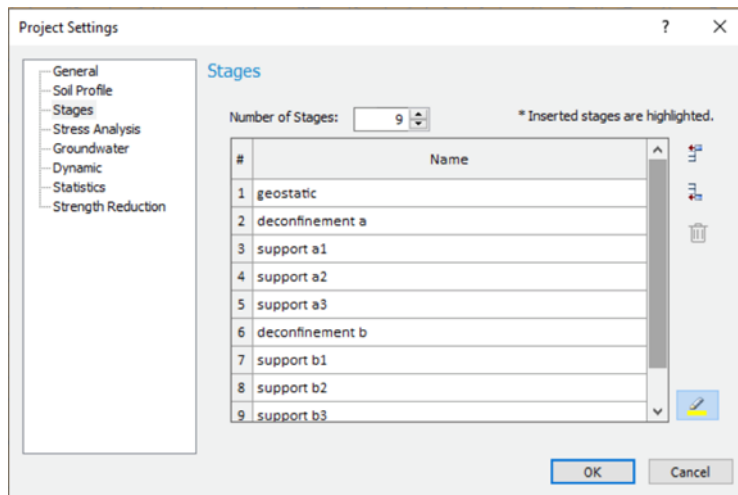 Project Settings
?
General
Soil Profile
Stages
Stress Analysis
Groundwater
Dynamic
Statistics
Strength Reduction
Stages
Number of Stages: 9
* Inserted stages are highlighted.
# Name
1 geostatic
2 deconfinement a
3 support a1
4 support a2
5 support a3
6 deconfinement b
7 support b1
8 support b2
9 support b3
OK Cancel